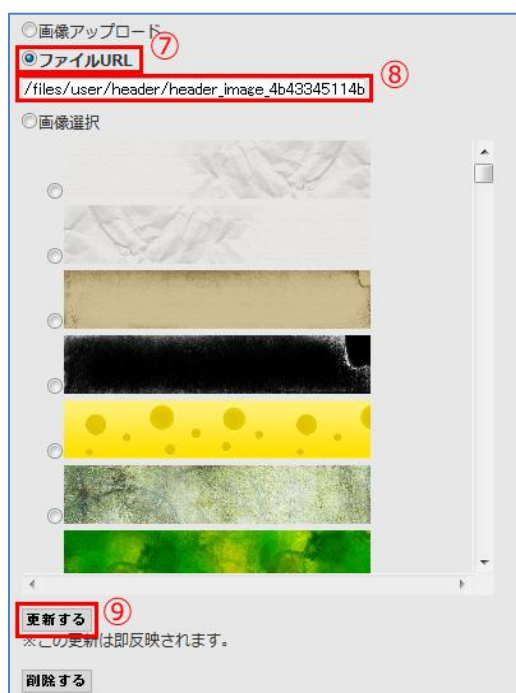 画像アップロード
⑦
ファイルURL
⑧
/files/user/header/header_image_4b43345114b
画像選択
更新する
⑨
※この更新は即反映されます。
削除する